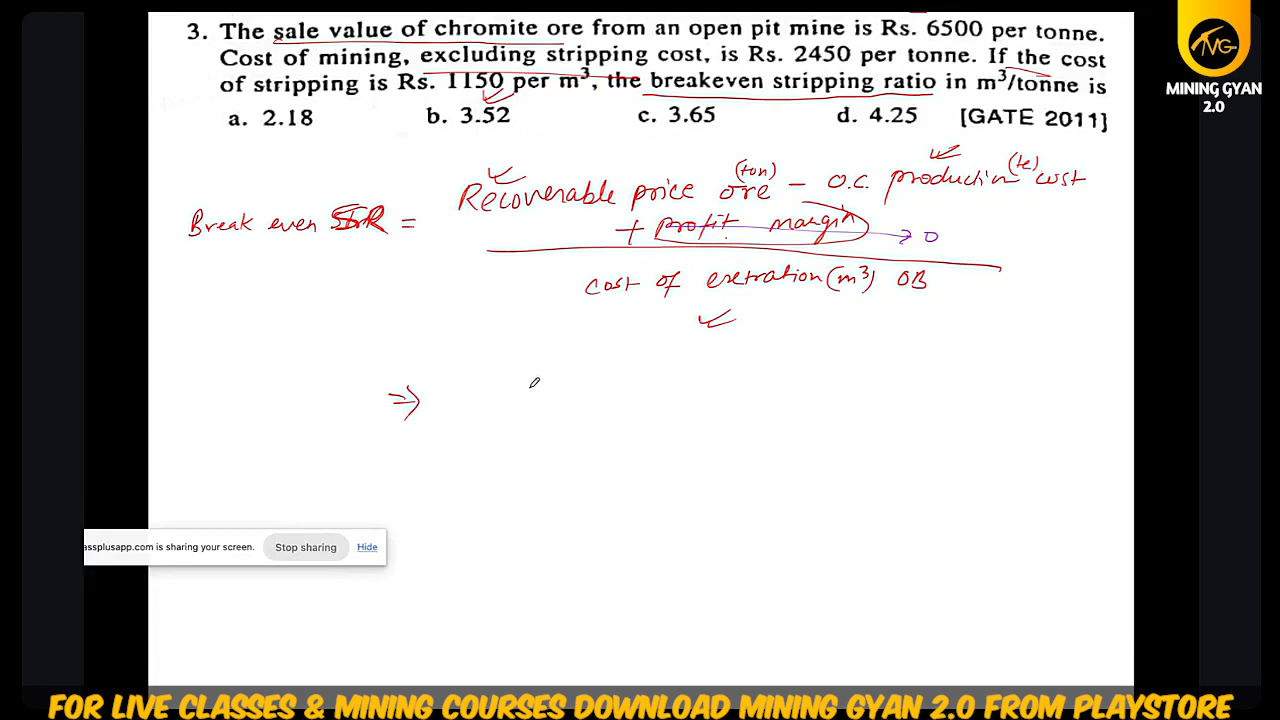 3. The sale value of chromite ore from an open pit mine is Rs. 6500 per tonne.
Cost of mining, excluding stripping cost, is Rs. 2450 per tonne. If the cost
of stripping is Rs. 1150 per m³, the breakeven stripping ratio in m³/tonne is
a. 2.18 b. 3.52 c. 3.65 d. 4.25 [GATE 2011]
TVG
MINING GYAN
2.0
Break even SR =
Recoverable price ore (ton) – O.C. production (te) cost
+ profit margin → 0
cost of exctration (m³) OB
⇒
assplusapp.com is sharing your screen. Stop sharing Hide
FOR LIVE CLASSES & MINING COURSES DOWNLOAD MINING GYAN 2.0 FROM PLAYSTORE